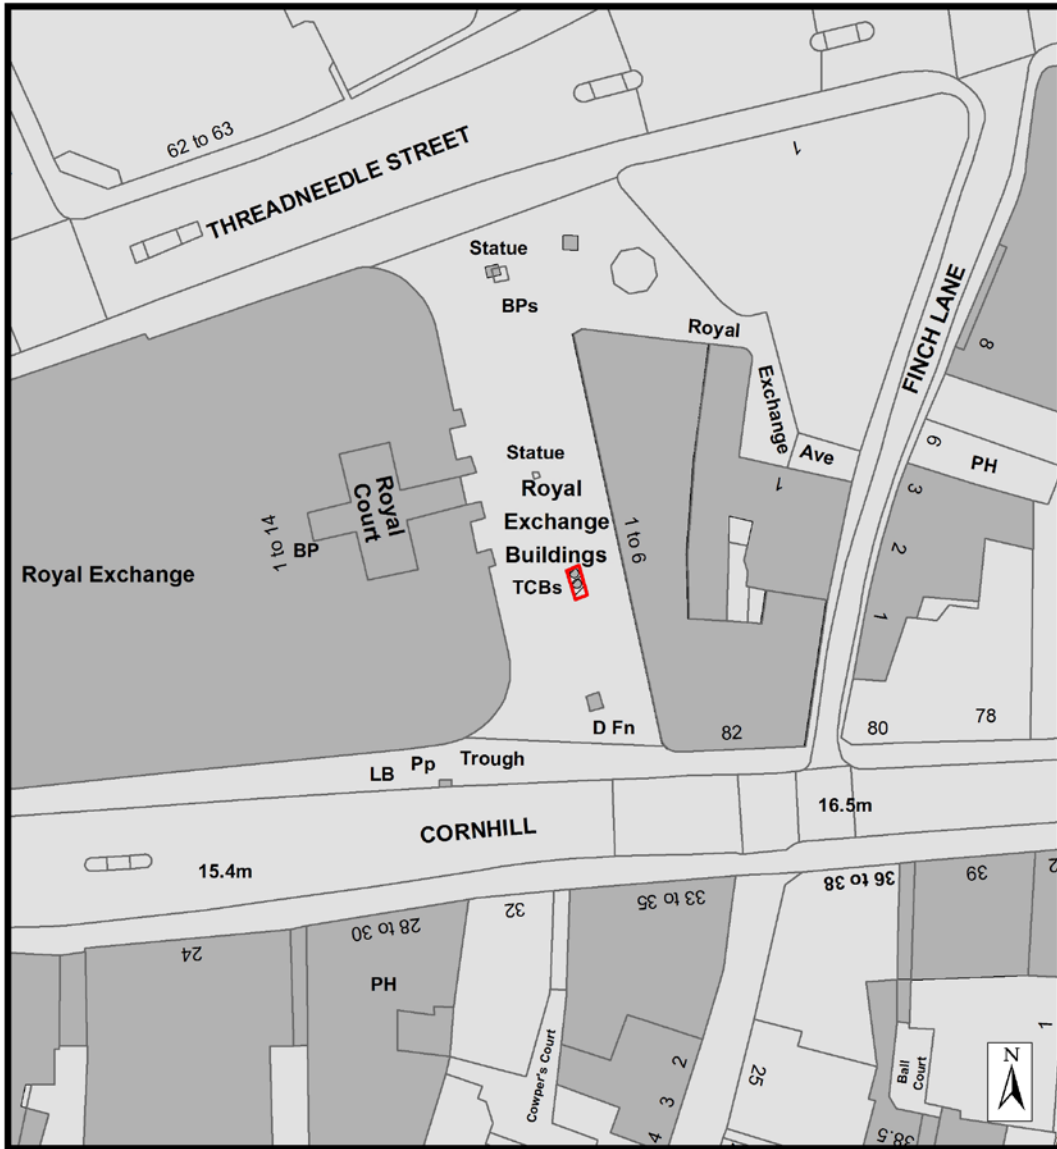 62 to 63
THREADNEEDLE STREET
1
Statue
BPs
Royal
Exchange
Ave
FINCH LANE
8
6
PH
3
2
1
Statue
Royal
Exchange
Buildings
TCBs
1 to 6
1
Royal
Court
1 to 14
BP
Royal Exchange
D Fn
82
80
78
Trough
Pp
LB
CORNHILL
16.5m
15.4m
24
28 to 30
PH
32
33 to 35
36 to 38
39
Cowper's Court
2
3
4
25
Ball
Court
1
38.5
N